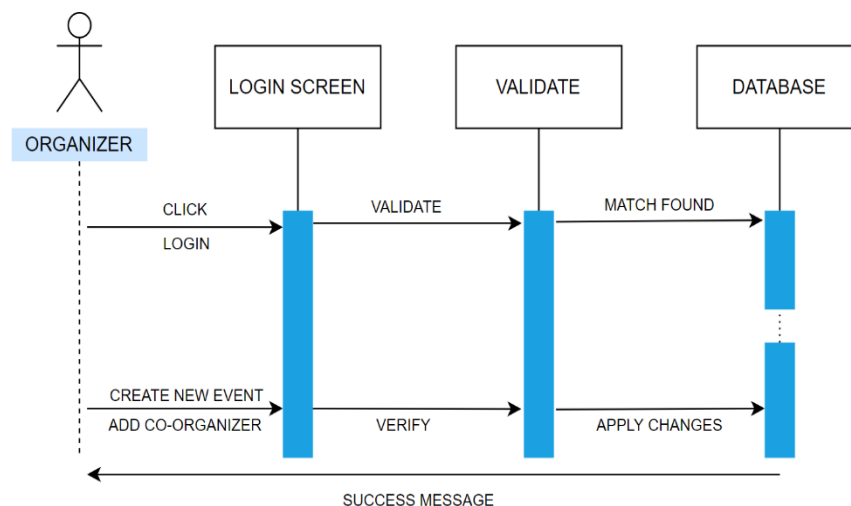 LOGIN SCREEN
VALIDATE
DATABASE
ORGANIZER
CLICK
LOGIN
VALIDATE
MATCH FOUND
CREATE NEW EVENT
ADD CO-ORGANIZER
VERIFY
APPLY CHANGES
SUCCESS MESSAGE